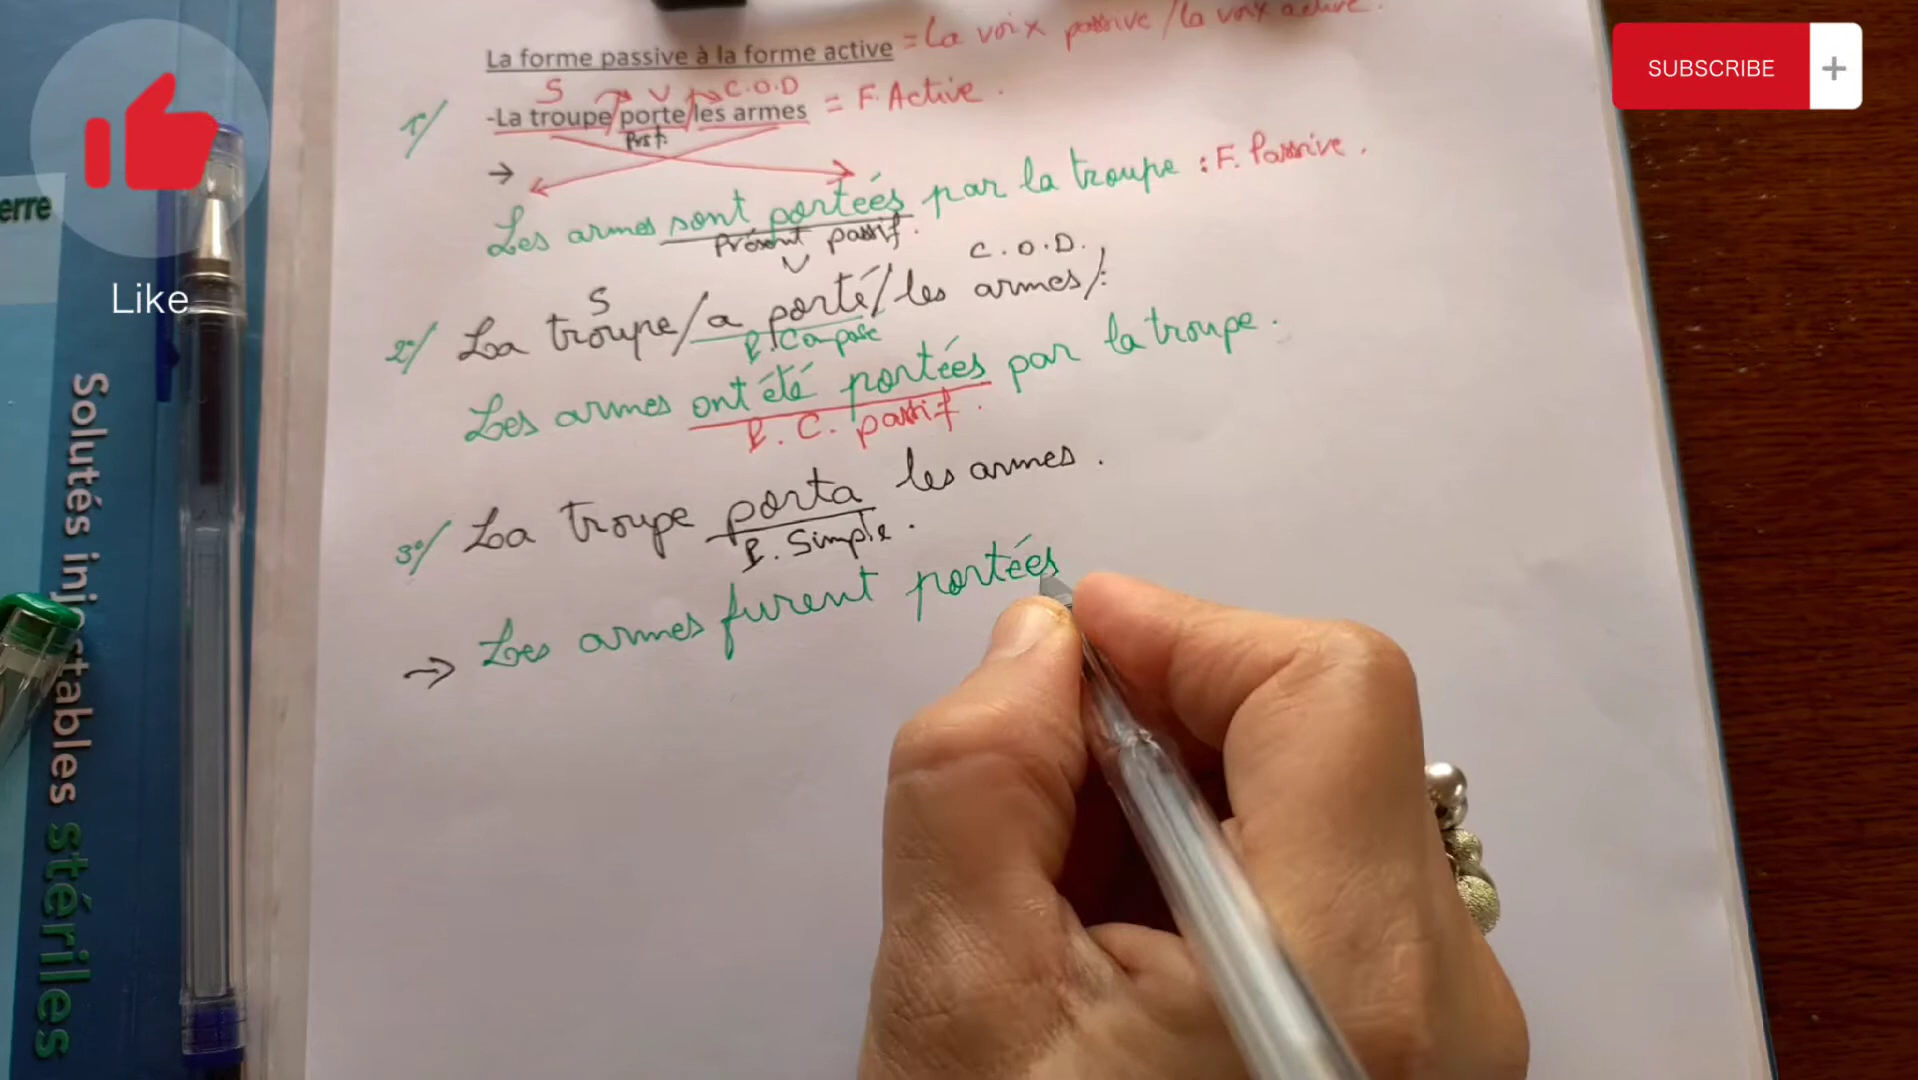 La forme passive à la forme active = La voix passive / la voix active.
S V C.O.D
1°/ -La troupe/porte/les armes = F. Active.
Prst.
→
Les armes sont portées par la troupe : F. Passive.
Présent passif.
S V C.O.D.
2°/ La troupe/a porté/les armes/.
P. Compose
Les armes ont été portées par la troupe.
P. C. passif.
3°/ La troupe porta les armes.
P. Simple.
→ Les armes furent portées
SUBSCRIBE +
Like
erre
Solutés injectables stériles